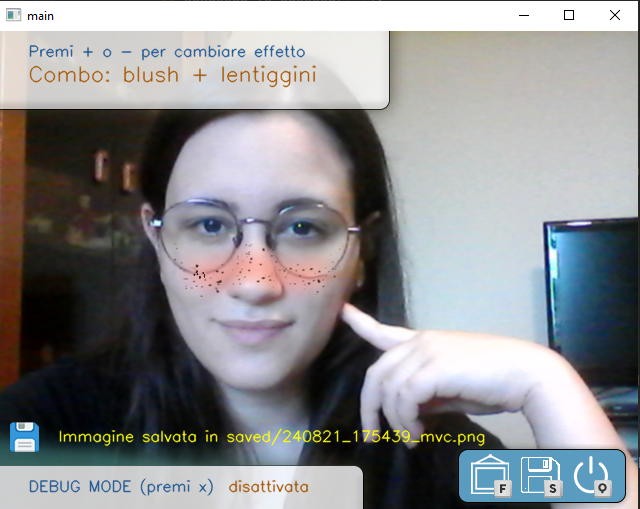 main
Premi + o - per cambiare effetto
Combo: blush + lentiggini
Immagine salvata in saved/240821_175439_mvc.png
DEBUG MODE (premi x) disattivata
F S Q